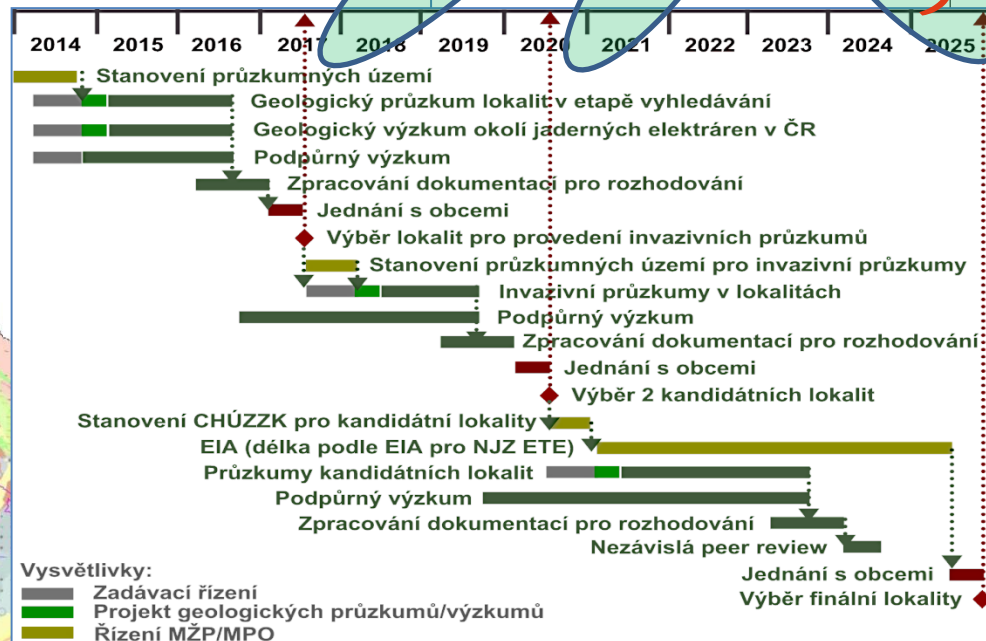 2014 2015 2016 2017 2018 2019 2020 2021 2022 2023 2024 2025
Stanovení průzkumných území
Geologický průzkum lokalit v etapě vyhledávání
Geologický výzkum okolí jaderných elektráren v ČR
Podpůrný výzkum
Zpracování dokumentací pro rozhodování
Jednání s obcemi
Výběr lokalit pro provedení invazivních průzkumů
Stanovení průzkumných území pro invazivní průzkumy
Invazivní průzkumy v lokalitách
Podpůrný výzkum
Zpracování dokumentací pro rozhodování
Jednání s obcemi
Výběr 2 kandidátních lokalit
Stanovení CHÚZZK pro kandidátní lokality
EIA (délka podle EIA pro NJZ ETE)
Průzkumy kandidátních lokalit
Podpůrný výzkum
Zpracování dokumentací pro rozhodování
Nezávislá peer review
Jednání s obcemi
Výběr finální lokality
Vysvětlivky:
Zadávací řízení
Projekt geologických průzkumů/výzkumů
Řízení MŽP/MPO